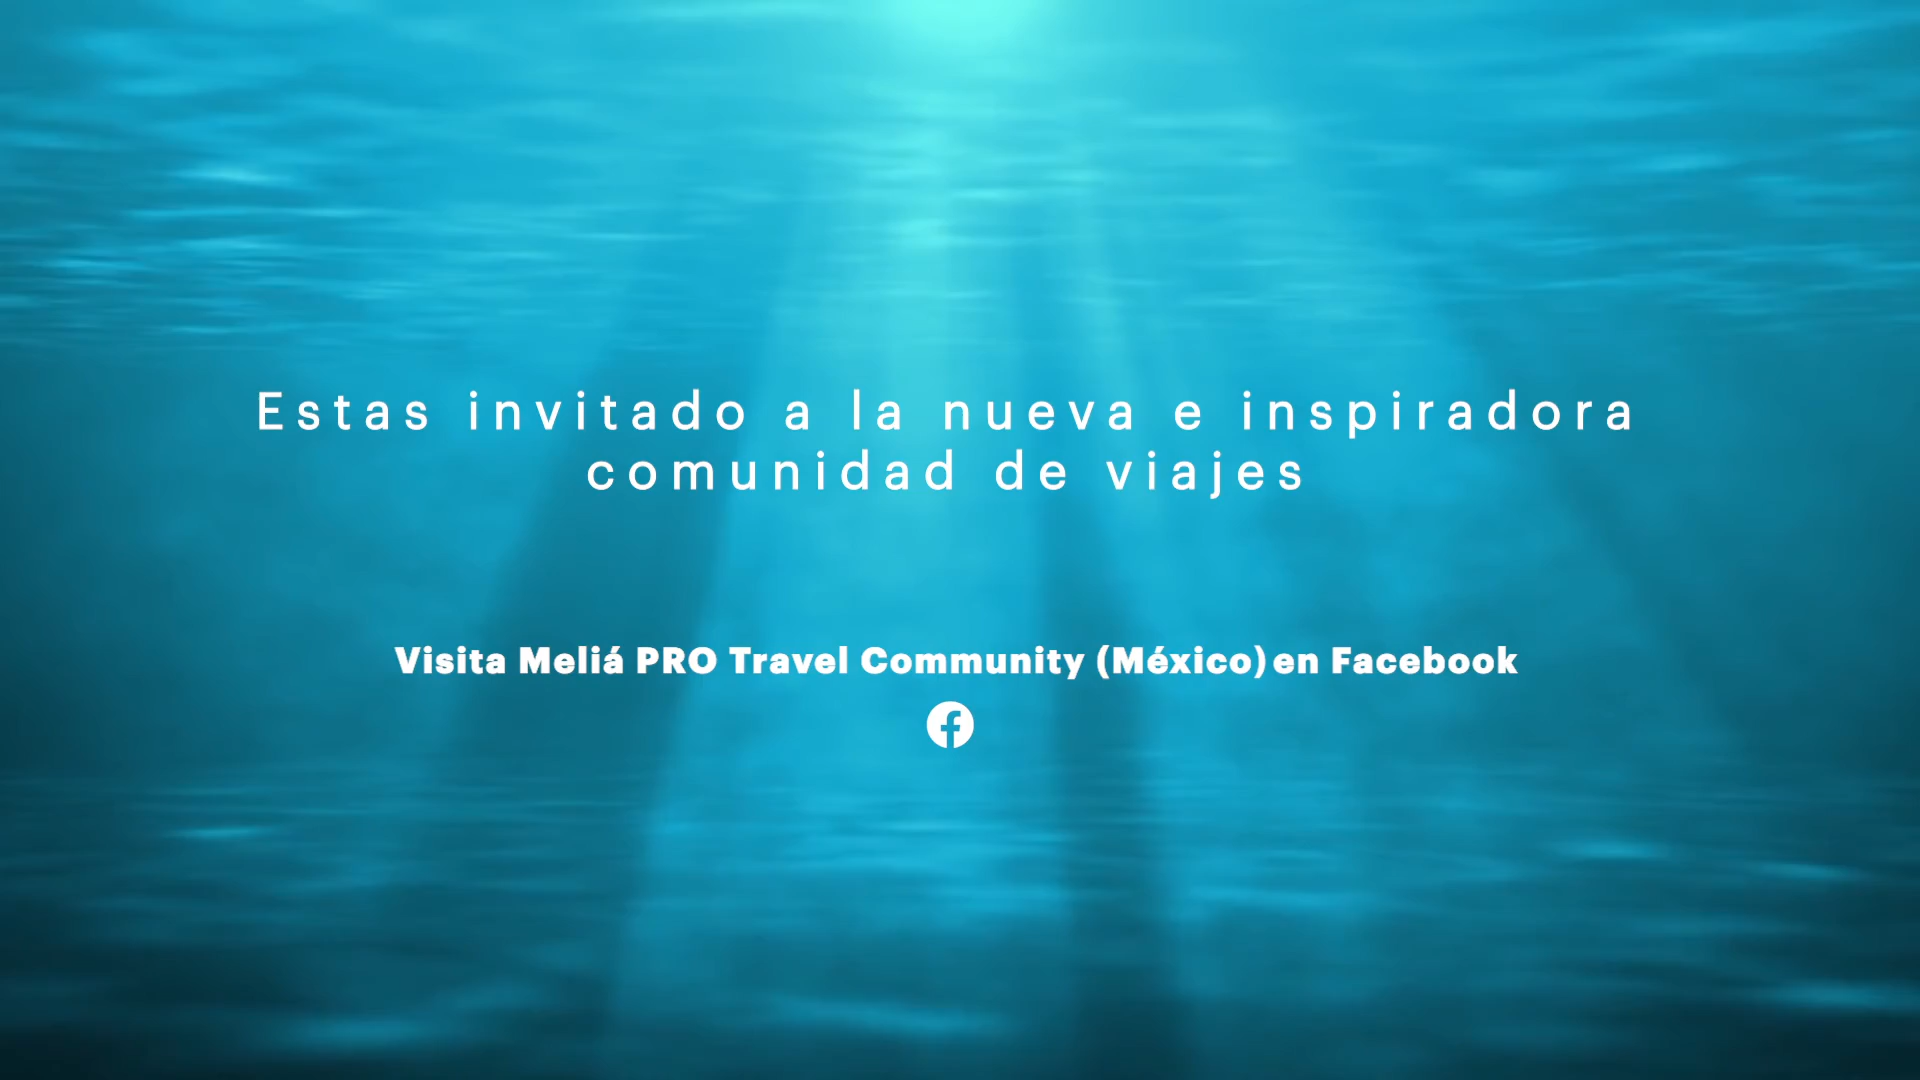 Estas invitado a la nueva e inspiradora
comunidad de viajes
Visita Meliá PRO Travel Community (México) en Facebook